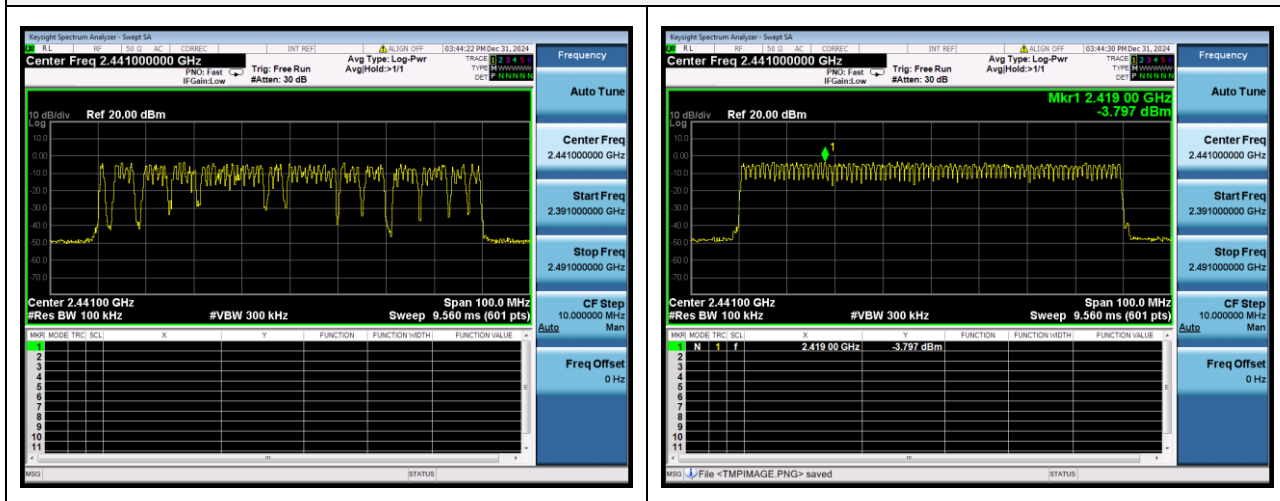 Keysight Spectrum Analyzer - Swept SA
RL RF 50 Ω AC CORREC INT REF ALIGN OFF 03:44:22 PM Dec 31, 2024
Center Freq 2.441000000 GHz
PNO: Fast
IFGain:Low
Trig: Free Run
#Atten: 30 dB
Avg Type: Log-Pwr
Avg|Hold:>1/1
TRACE 1 2 3 4 5 6
TYPE M W W W W W
DET P N N N N N
10 dB/div Ref 20.00 dBm
Log
10.0
0.00
-10.0
-20.0
-30.0
-40.0
-50.0
-60.0
-70.0
Center 2.44100 GHz Span 100.0 MHz
#Res BW 100 kHz #VBW 300 kHz Sweep 9.560 ms (601 pts)
MKR MODE TRC SCL X Y FUNCTION FUNCTION WIDTH FUNCTION VALUE
1
2
3
4
5
6
7
8
9
10
11
MSG STATUS
Frequency
Auto Tune
Center Freq
2.441000000 GHz
Start Freq
2.391000000 GHz
Stop Freq
2.491000000 GHz
CF Step
10.000000 MHz
Auto Man
Freq Offset
0 Hz
Keysight Spectrum Analyzer - Swept SA
RL RF 50 Ω AC CORREC INT REF ALIGN OFF 03:44:30 PM Dec 31, 2024
Center Freq 2.441000000 GHz
PNO: Fast
IFGain:Low
Trig: Free Run
#Atten: 30 dB
Avg Type: Log-Pwr
Avg|Hold:>1/1
TRACE 1 2 3 4 5 6
TYPE M W W W W W
DET P N N N N N
Mkr1 2.419 00 GHz
-3.797 dBm
10 dB/div Ref 20.00 dBm
Log
10.0
0.00
-10.0
-20.0
-30.0
-40.0
-50.0
-60.0
-70.0
1
Center 2.44100 GHz Span 100.0 MHz
#Res BW 100 kHz #VBW 300 kHz Sweep 9.560 ms (601 pts)
MKR MODE TRC SCL X Y FUNCTION FUNCTION WIDTH FUNCTION VALUE
1 N 1 f 2.419 00 GHz -3.797 dBm
2
3
4
5
6
7
8
9
10
11
MSG File <TMPIMAGE.PNG> saved STATUS
Frequency
Auto Tune
Center Freq
2.441000000 GHz
Start Freq
2.391000000 GHz
Stop Freq
2.491000000 GHz
CF Step
10.000000 MHz
Auto Man
Freq Offset
0 Hz